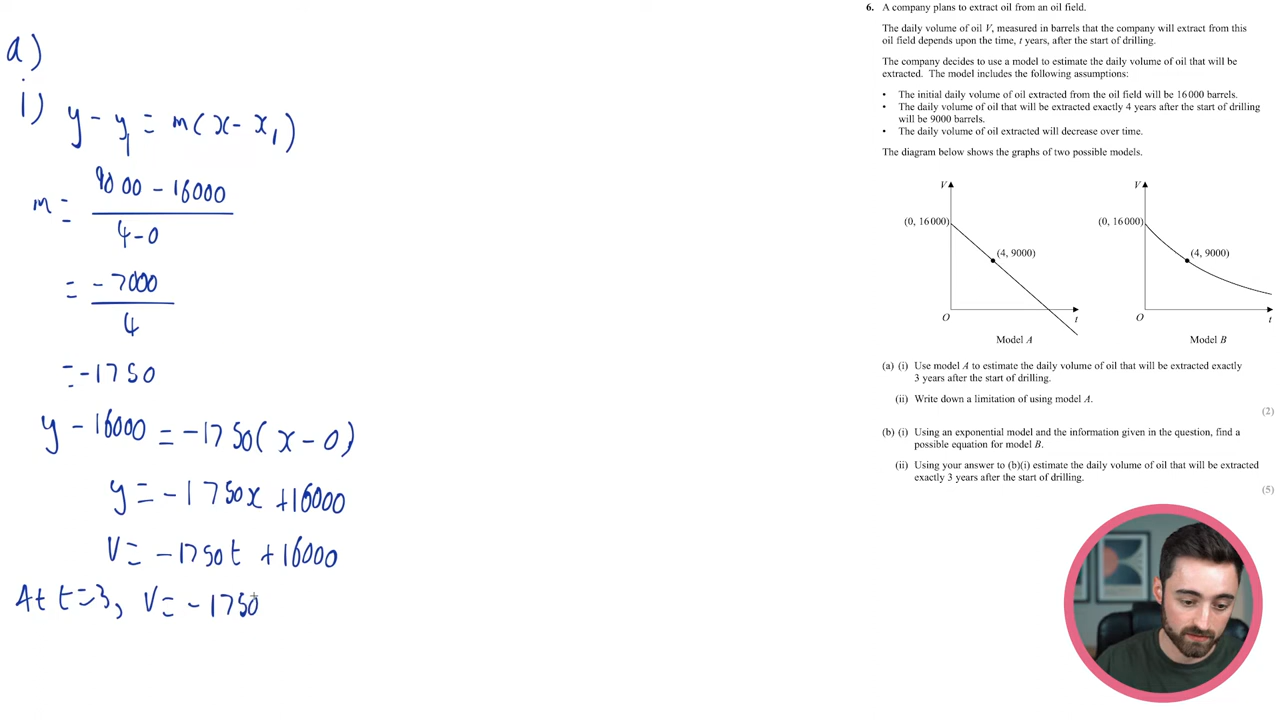 a)
i) y - y₁ = m(x - x₁)
m = 9000 - 16000 / 4 - 0
= -7000 / 4
= -1750
y - 16000 = -1750(x - 0)
y = -1750x + 16000
V = -1750t + 16000
At t = 3, V = -1750
6. A company plans to extract oil from an oil field.
The daily volume of oil V, measured in barrels that the company will extract from this
oil field depends upon the time, t years, after the start of drilling.
The company decides to use a model to estimate the daily volume of oil that will be
extracted. The model includes the following assumptions:
• The initial daily volume of oil extracted from the oil field will be 16 000 barrels.
• The daily volume of oil that will be extracted exactly 4 years after the start of drilling
will be 9000 barrels.
• The daily volume of oil extracted will decrease over time.
The diagram below shows the graphs of two possible models.
V
(0, 16 000)
(4, 9000)
O
t
Model A
V
(0, 16 000)
(4, 9000)
O
t
Model B
(a) (i) Use model A to estimate the daily volume of oil that will be extracted exactly
3 years after the start of drilling.
(ii) Write down a limitation of using model A.
(2)
(b) (i) Using an exponential model and the information given in the question, find a
possible equation for model B.
(ii) Using your answer to (b)(i) estimate the daily volume of oil that will be extracted
exactly 3 years after the start of drilling.
(5)